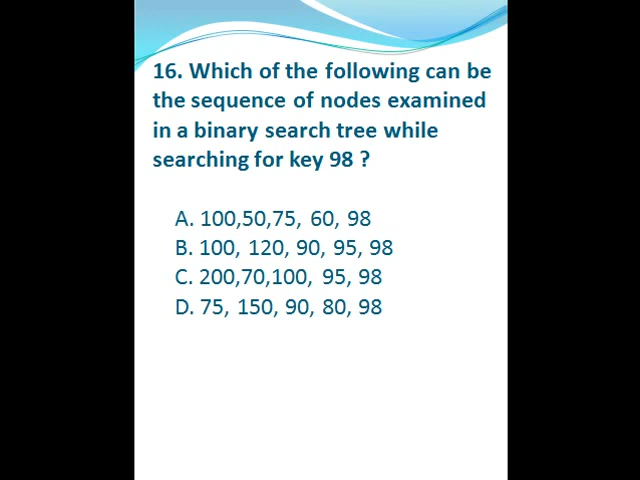 16. Which of the following can be
the sequence of nodes examined
in a binary search tree while
searching for key 98 ?
A. 100,50,75, 60, 98
B. 100, 120, 90, 95, 98
C. 200,70,100, 95, 98
D. 75, 150, 90, 80, 98